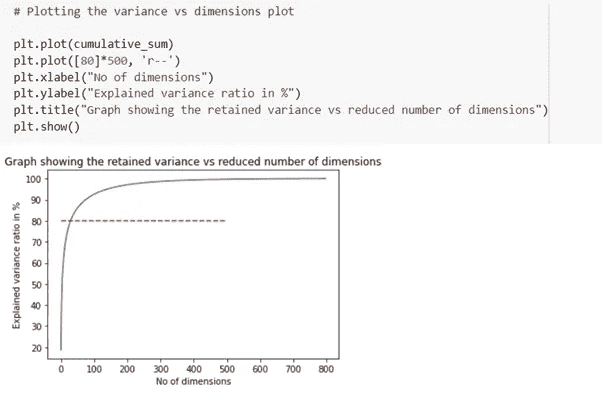 # Plotting the variance vs dimensions plot
plt.plot(cumulative_sum)
plt.plot([80]*500, 'r--')
plt.xlabel("No of dimensions")
plt.ylabel("Explained variance ratio in %")
plt.title("Graph showing the retained variance vs reduced number of dimensions")
plt.show()
Graph showing the retained variance vs reduced number of dimensions
Explained variance ratio in %
100
90
80
70
60
50
40
30
20
0 100 200 300 400 500 600 700 800
No of dimensions